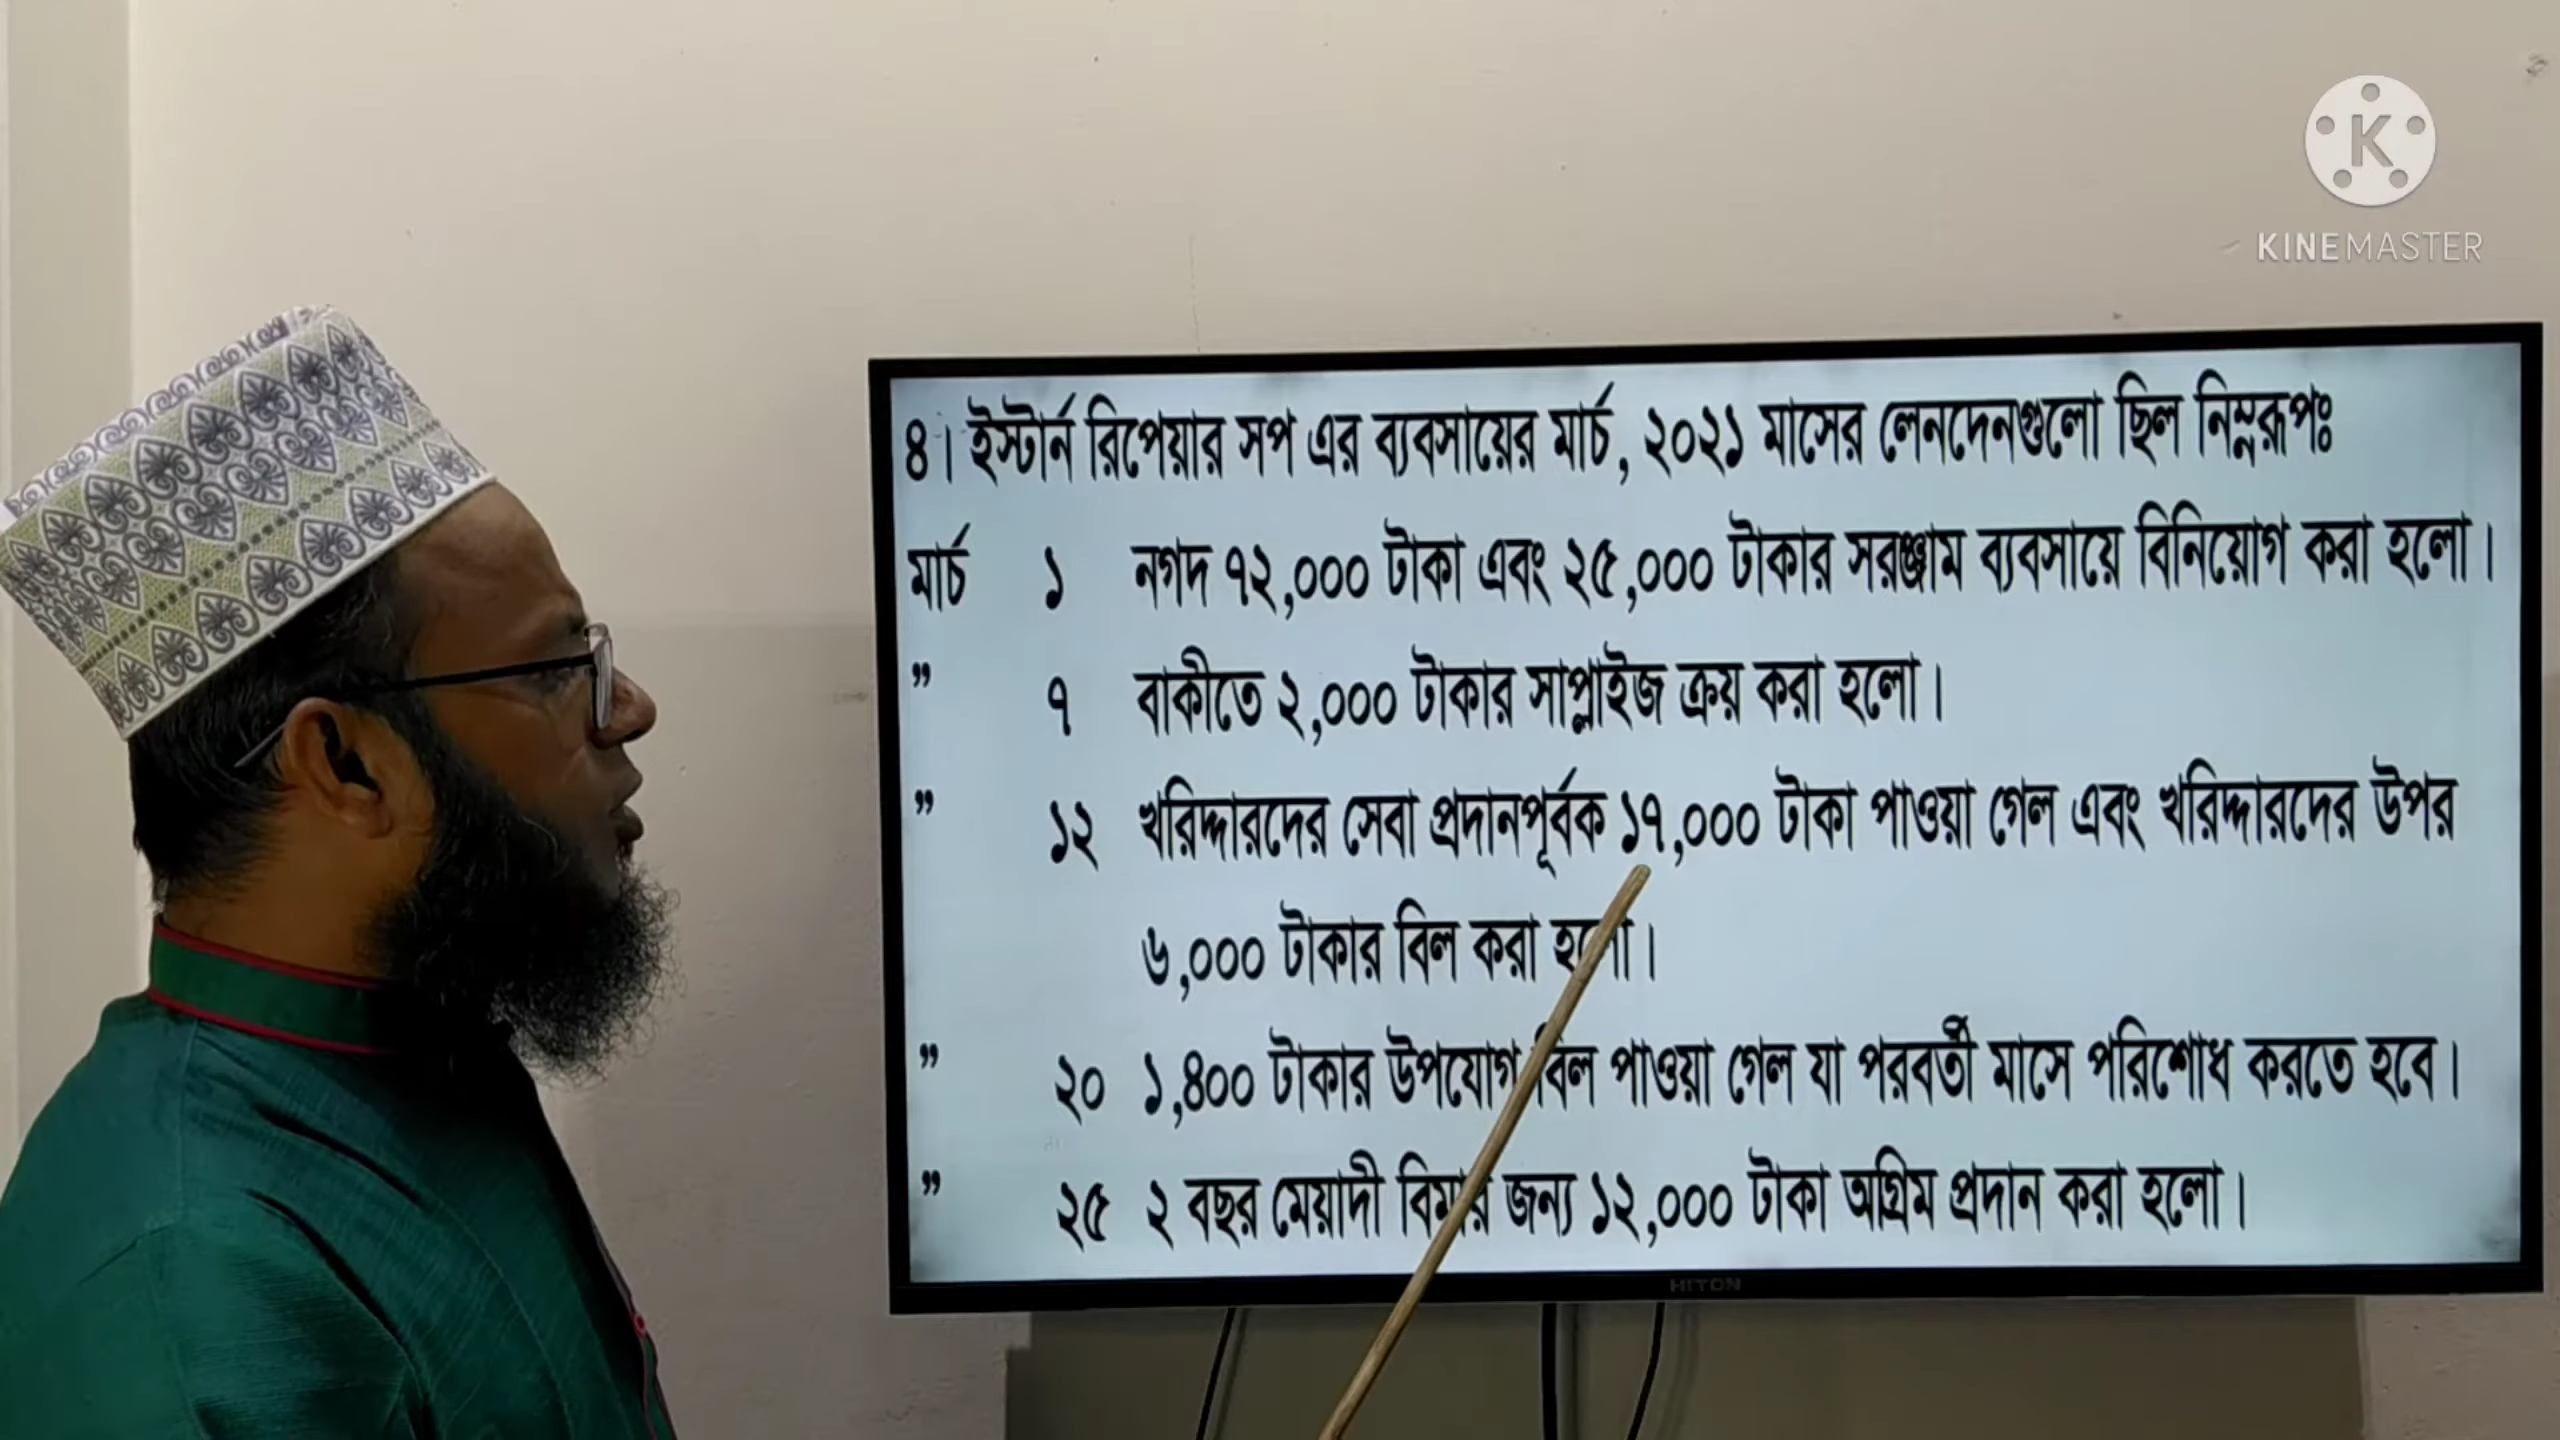 KINEMASTER
৪। ইস্টার্ন রিপেয়ার সপ এর ব্যবসায়ের মার্চ, ২০২১ মাসের লেনদেনগুলো ছিল নিম্নরূপঃ
মার্চ ১ নগদ ৭২,০০০ টাকা এবং ২৫,০০০ টাকার সরঞ্জাম ব্যবসায়ে বিনিয়োগ করা হলো।
” ৭ বাকীতে ২,০০০ টাকার সাপ্লাইজ ক্রয় করা হলো।
” ১২ খরিদ্দারদের সেবা প্রদানপূর্বক ১৭,০০০ টাকা পাওয়া গেল এবং খরিদ্দারদের উপর
৬,০০০ টাকার বিল করা হলো।
” ২০ ১,৪০০ টাকার উপযোগ বিল পাওয়া গেল যা পরবর্তী মাসে পরিশোধ করতে হবে।
” ২৫ ২ বছর মেয়াদী বিমার জন্য ১২,০০০ টাকা অগ্রিম প্রদান করা হলো।
HITON